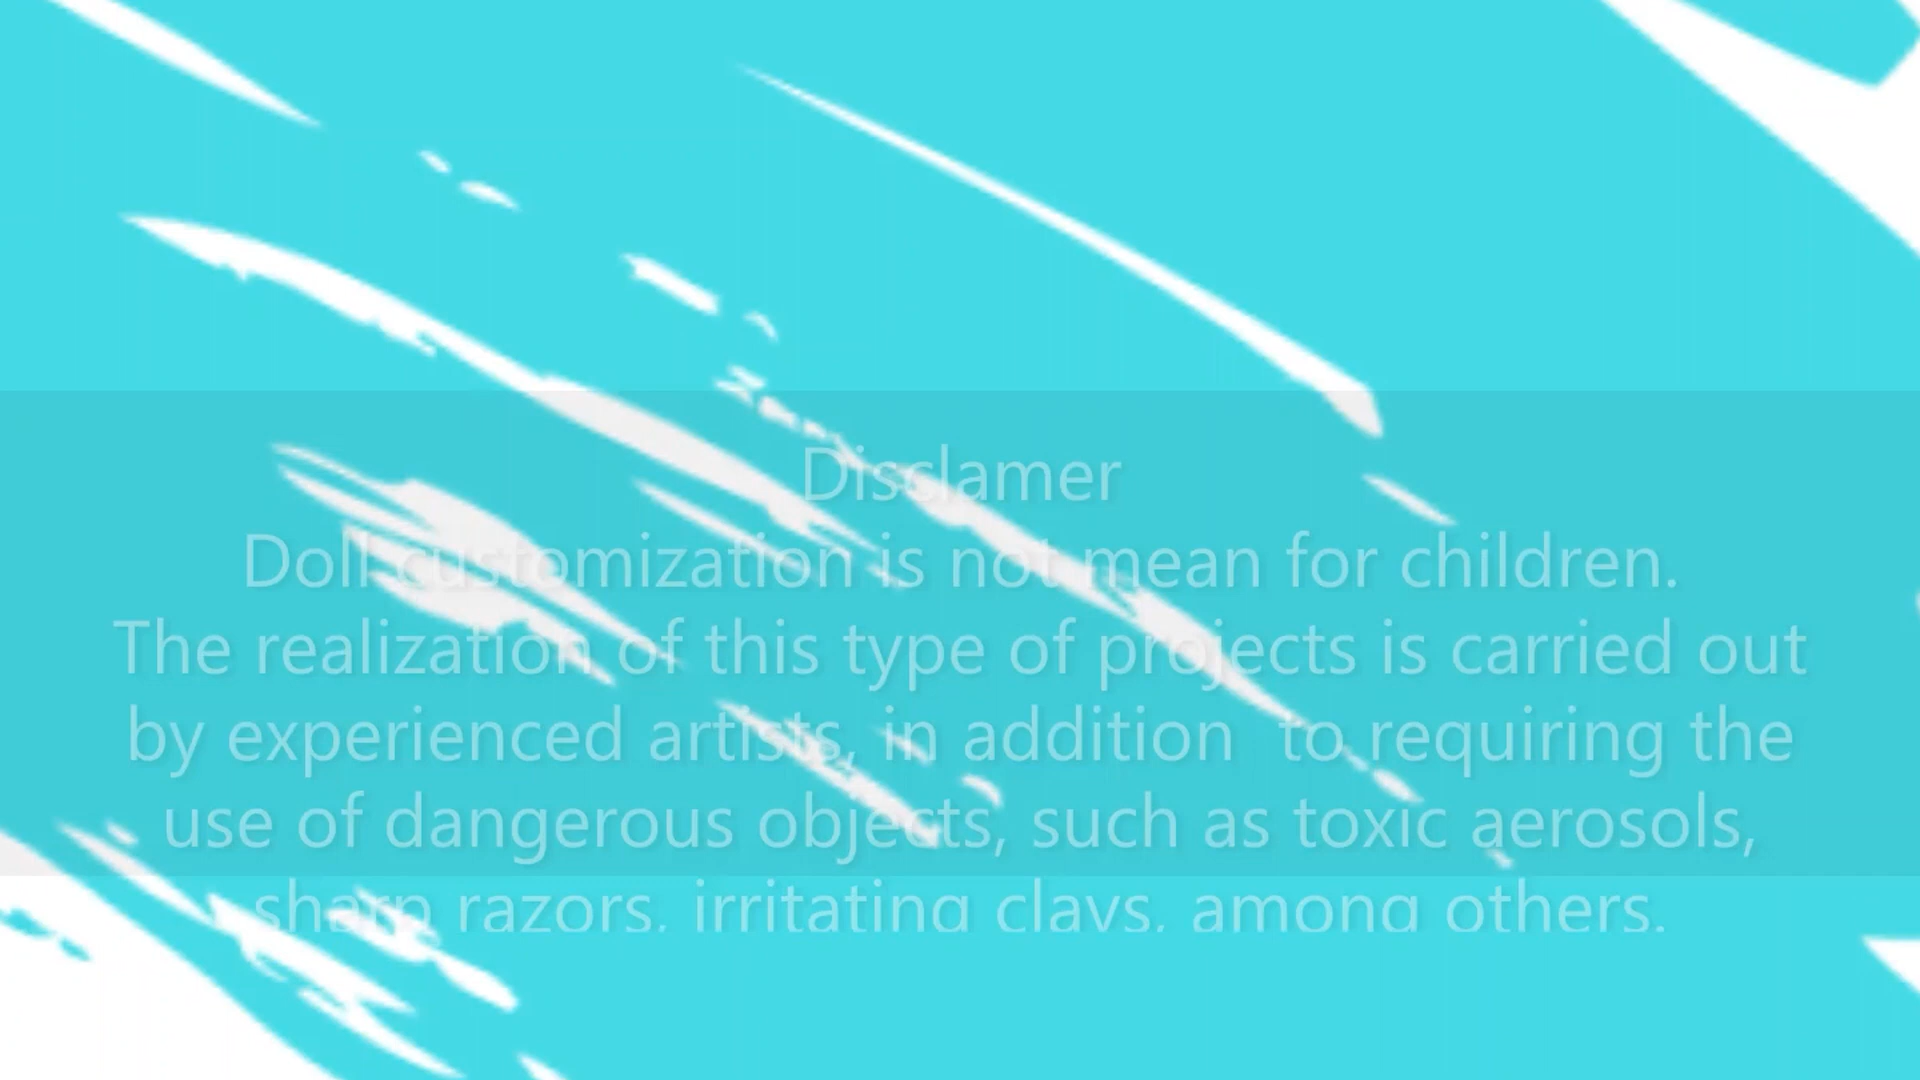 Disclamer
Doll customization is not mean for children.
The realization of this type of projects is carried out
by experienced artists, in addition  to requiring the
use of dangerous objects, such as toxic aerosols,
sharp razors, irritating clays, among others.